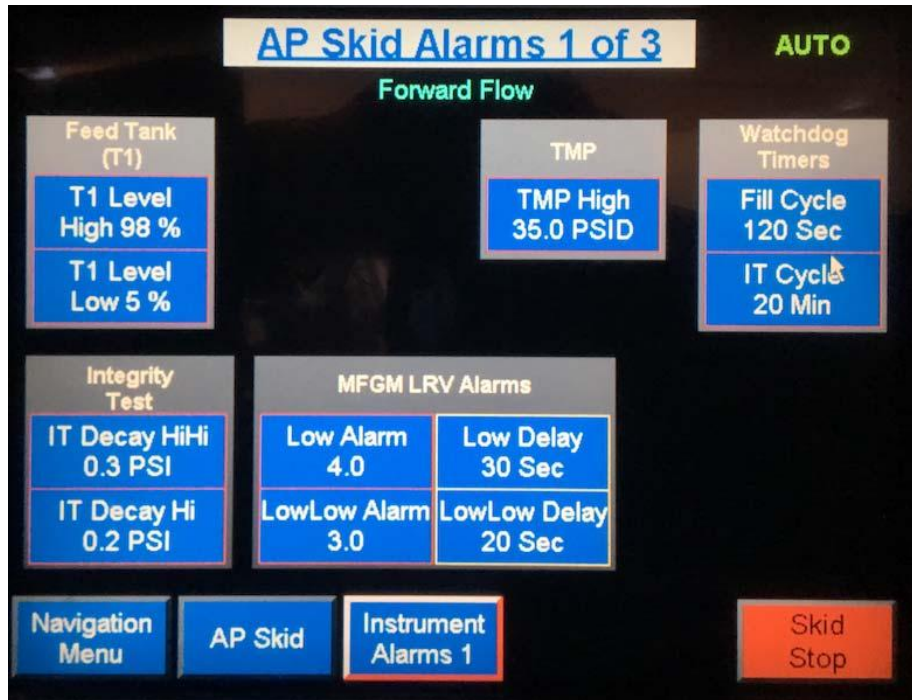 AP Skid Alarms 1 of 3
AUTO
Forward Flow
Feed Tank
(T1)
T1 Level
High 98 %
T1 Level
Low 5 %
TMP
TMP High
35.0 PSID
Watchdog
Timers
Fill Cycle
120 Sec
IT Cycle
20 Min
Integrity
Test
IT Decay HiHi
0.3 PSI
IT Decay Hi
0.2 PSI
MFGM LRV Alarms
Low Alarm
4.0
Low Delay
30 Sec
LowLow Alarm
3.0
LowLow Delay
20 Sec
Navigation
Menu
AP Skid
Instrument
Alarms 1
Skid
Stop